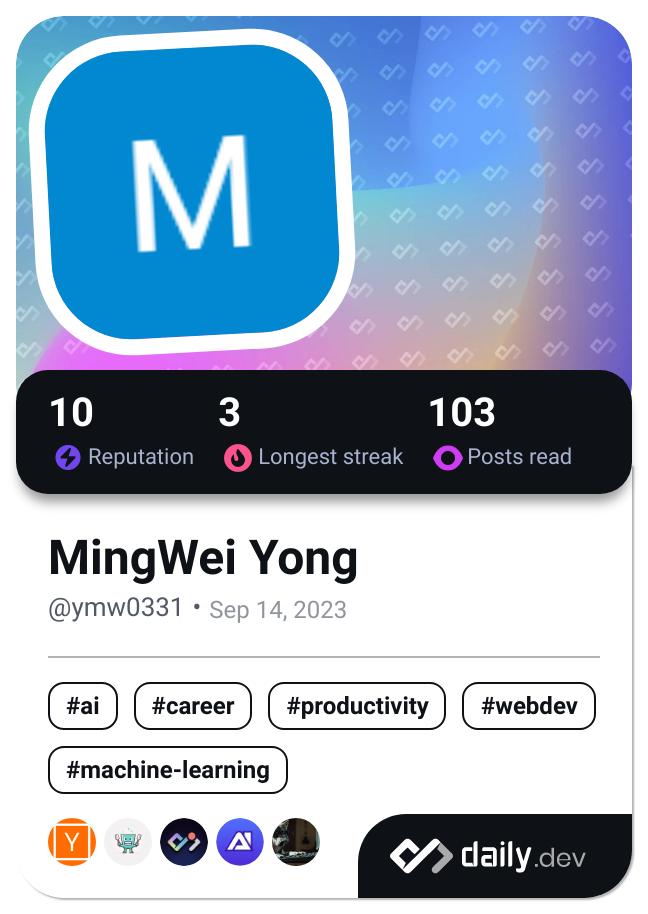 M
10 3 103
Reputation Longest streak Posts read
MingWei Yong
@ymw0331 • Sep 14, 2023
#ai #career #productivity #webdev
#machine-learning
Y AI
daily.dev